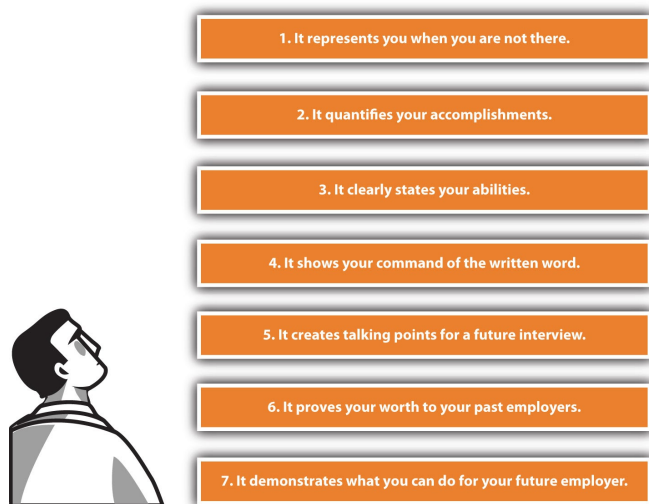 1. It represents you when you are not there.
2. It quantifies your accomplishments.
3. It clearly states your abilities.
4. It shows your command of the written word.
5. It creates talking points for a future interview.
6. It proves your worth to your past employers.
7. It demonstrates what you can do for your future employer.